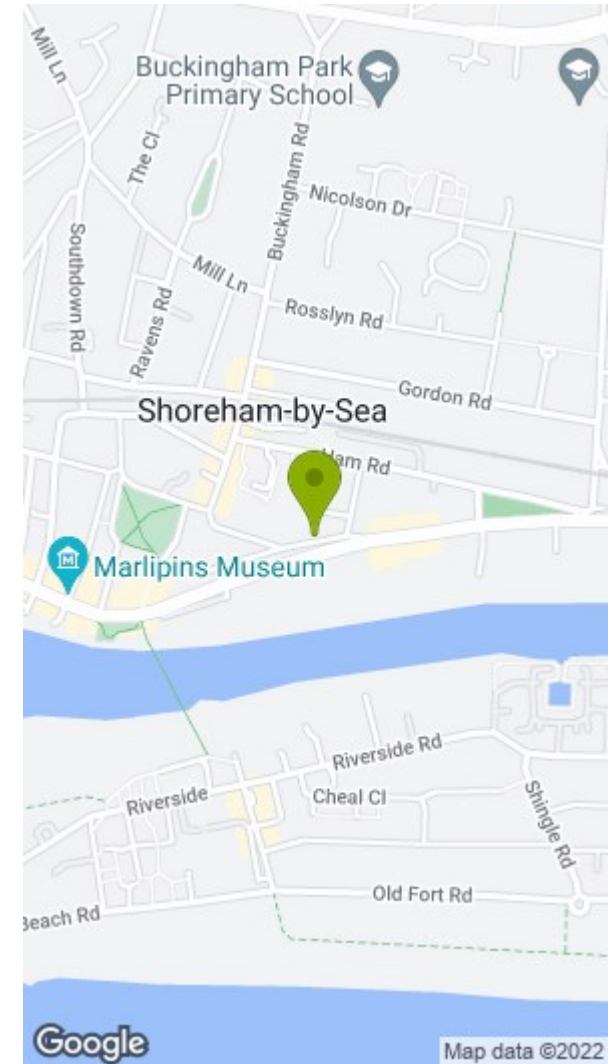 Mill Ln
Buckingham Park
Primary School
The Cl
Buckingham Rd
Nicolson Dr
Southdown Rd
Mill Ln
Ravens Rd
Rosslyn Rd
Gordon Rd
Shoreham-by-Sea
Ham Rd
Marlipins Museum
Riverside Rd
Riverside
Cheal Cl
Shingle Rd
Old Fort Rd
Beach Rd
Google
Map data ©2022